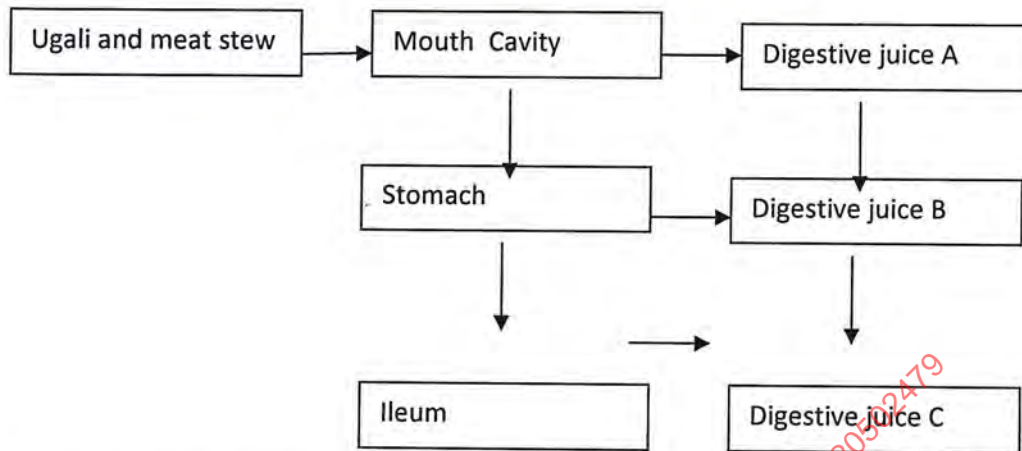 Ugali and meat stew
Mouth Cavity
Digestive juice A
Stomach
Digestive juice B
Ileum
Digestive juice C